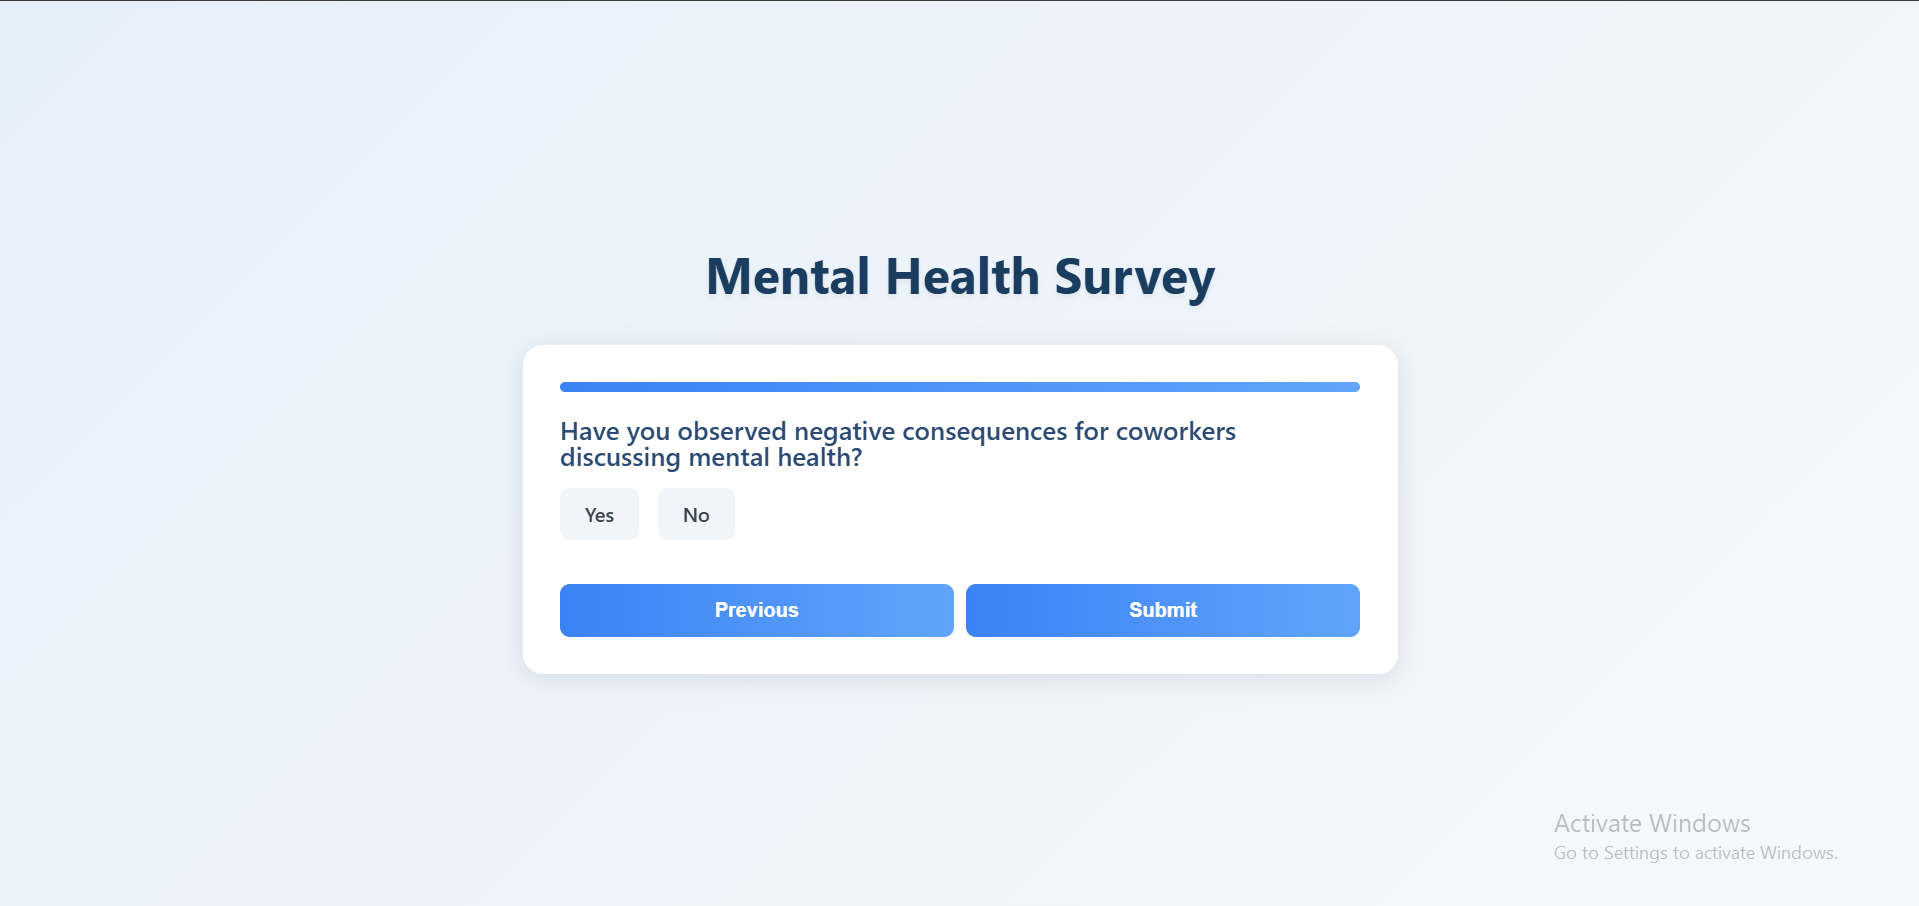 Mental Health Survey
Have you observed negative consequences for coworkers
discussing mental health?
Yes No
Previous Submit
Activate Windows
Go to Settings to activate Windows.